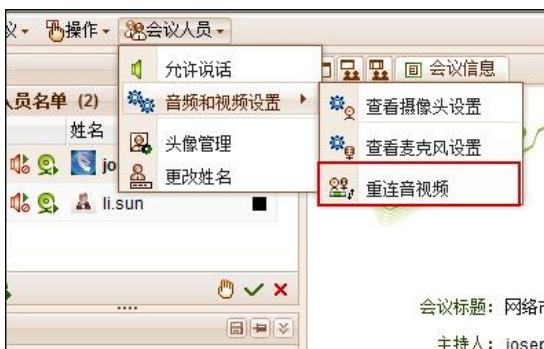 议 操作 会议人员
允许说话
会议信息
人员名单 (2)
音频和视频设置
查看摄像头设置
姓名
头像管理
查看麦克风设置
jo
更改姓名
重连音视频
li.sun
会议标题: 网络
主持人: josep